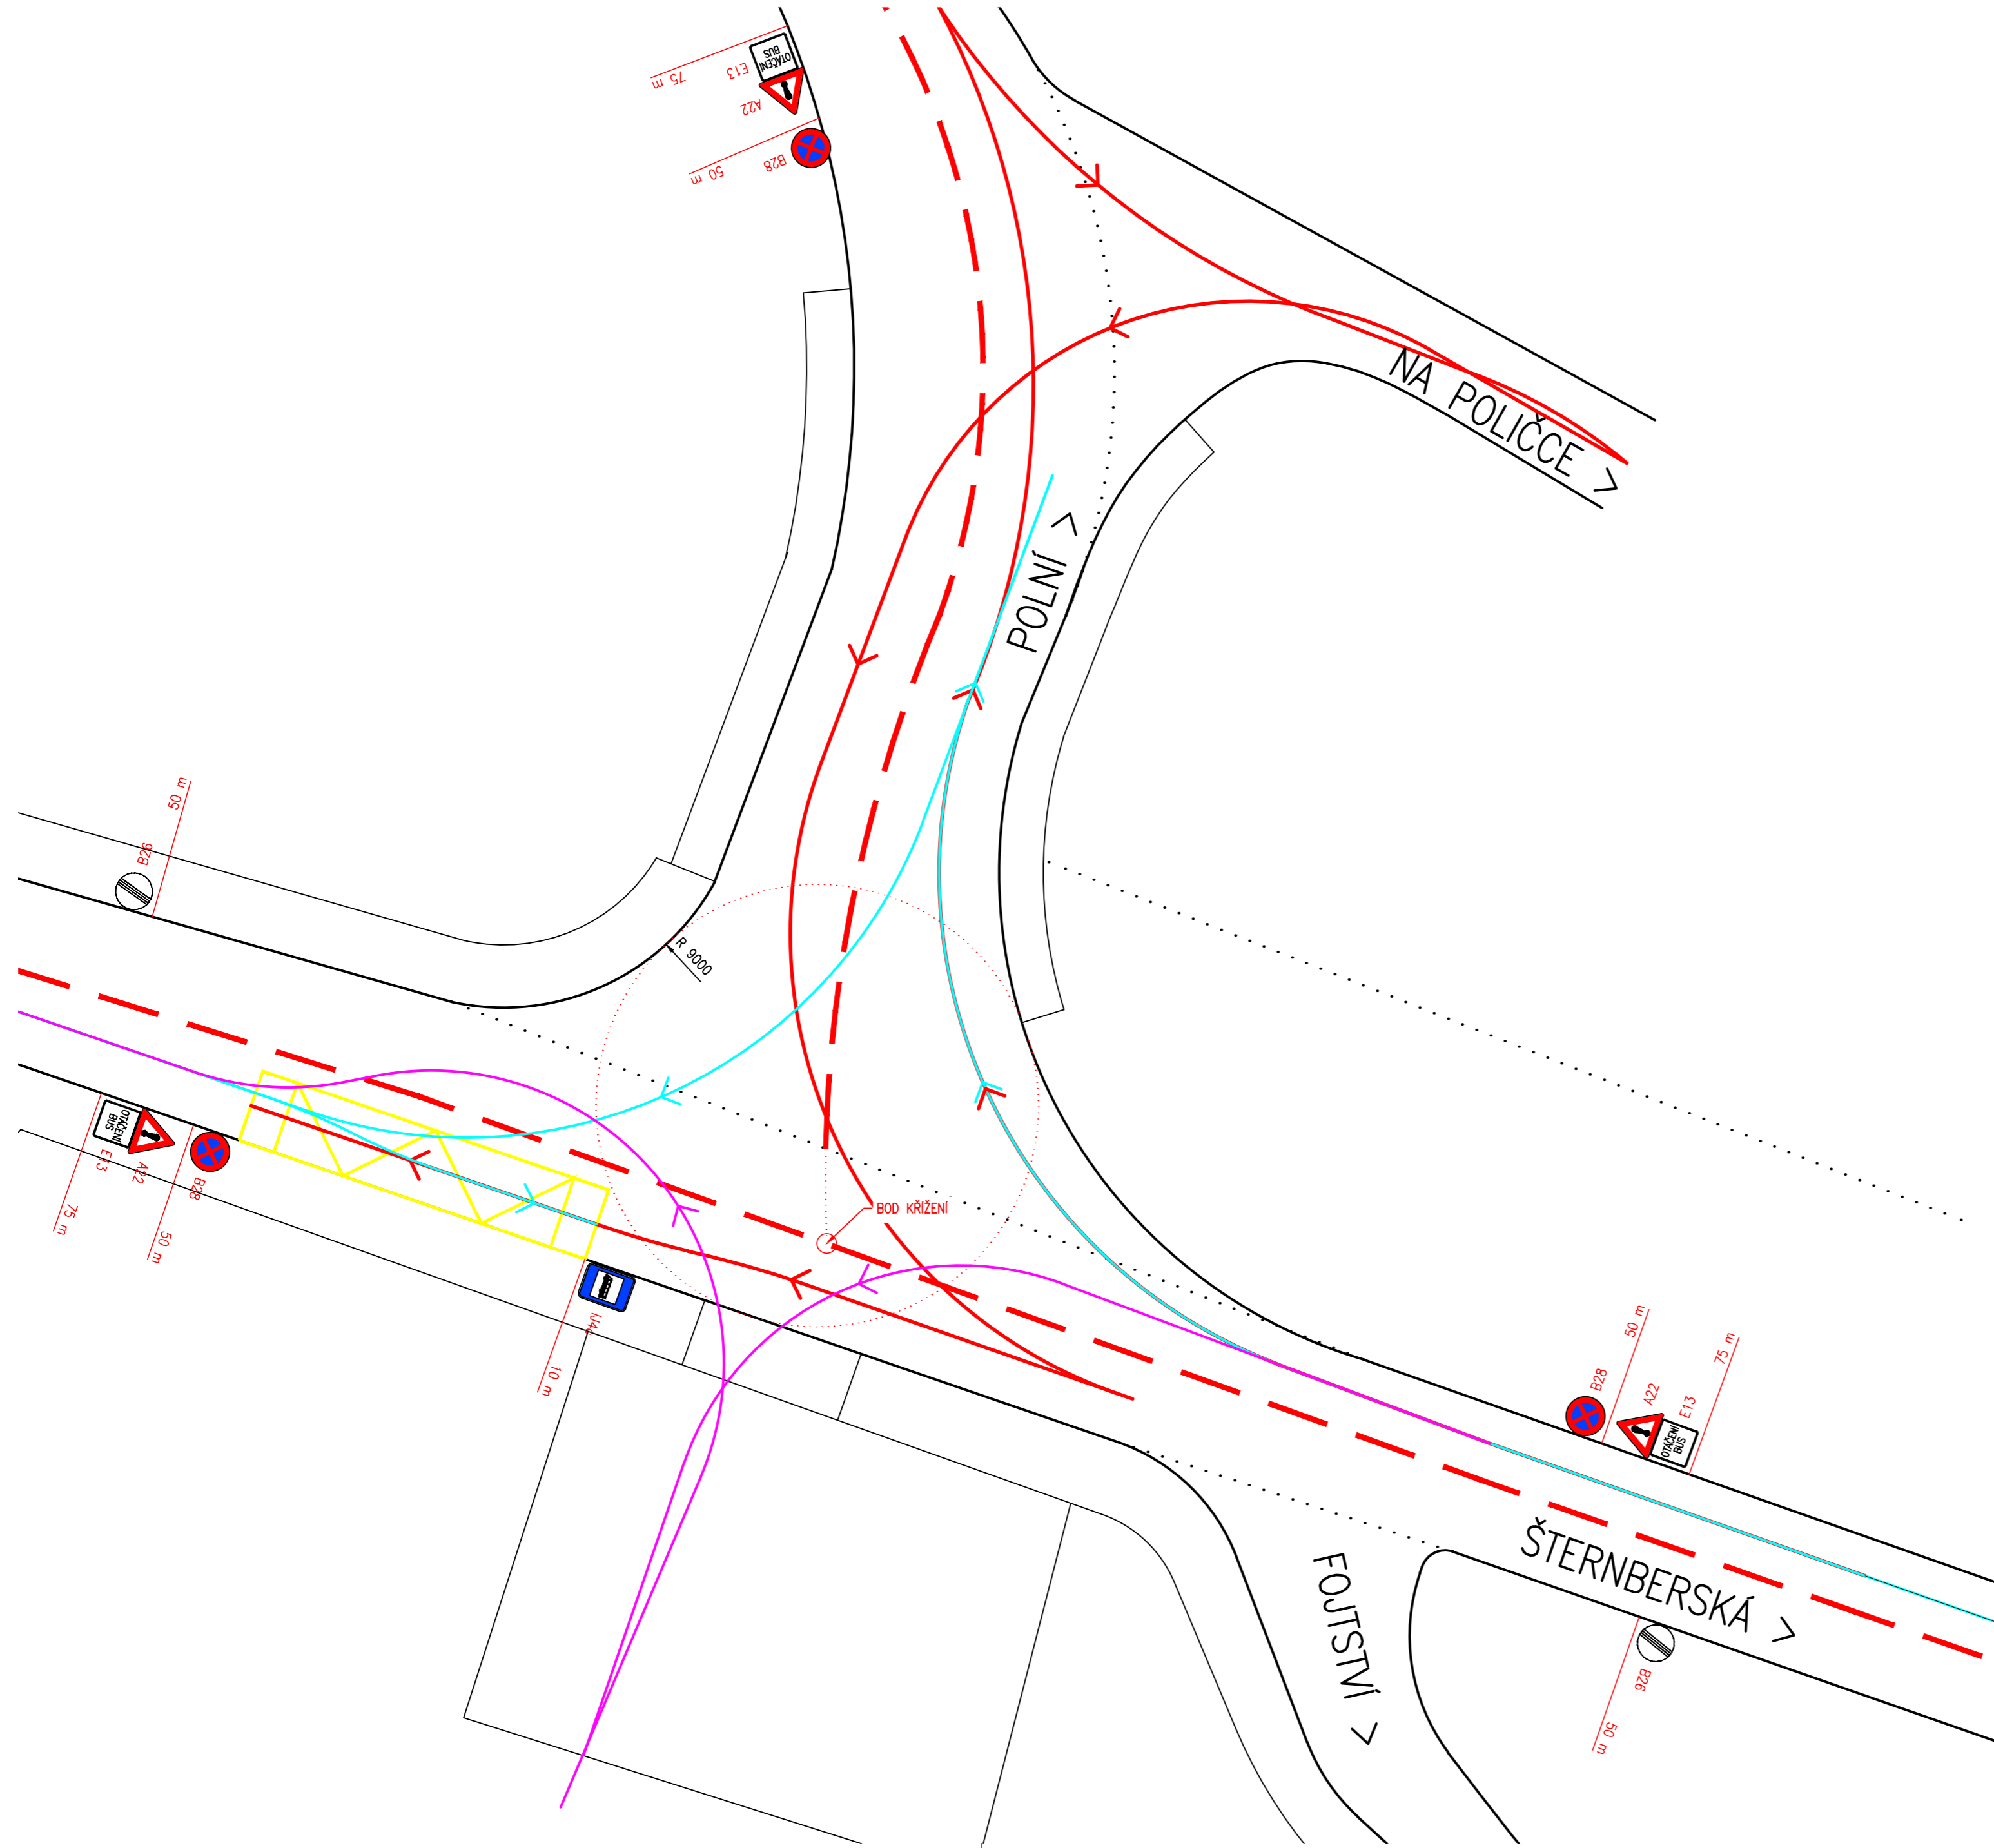 OTÁČENÍ
BUS
E13
75 m
A22
B28
50 m
NA POLIČCE >
POLNÍ >
50 m
B26
R 9000
OTÁČENÍ
BUS
E13
A22
B28
75 m
50 m
BOD KŘÍŽENÍ
IJ4c
10 m
50 m
75 m
B28
A22
E13
OTÁČENÍ
BUS
ŠTERNBERSKÁ >
FOJTSTVÍ >
B26
50 m